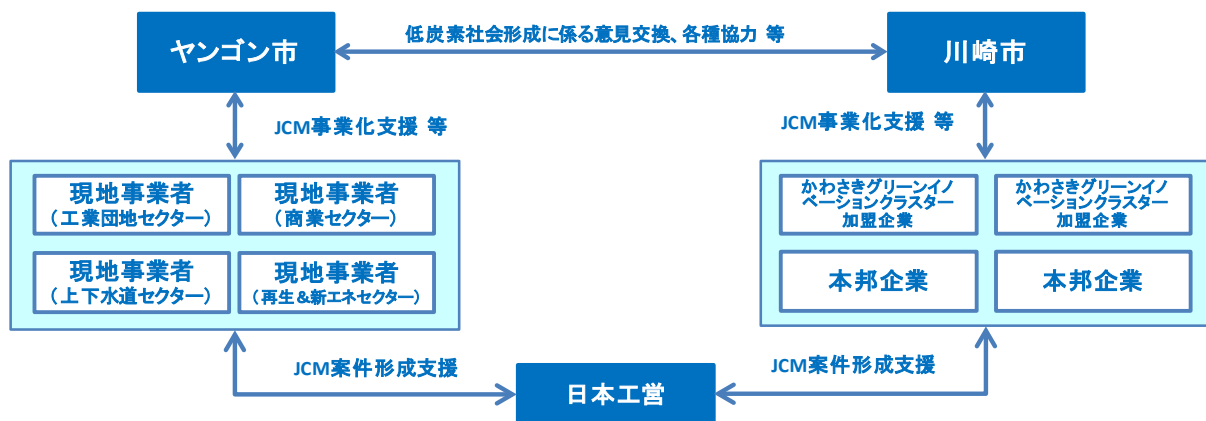 低炭素社会形成に係る意見交換、各種協力 等
ヤンゴン市
川崎市
JCM事業化支援 等
JCM事業化支援 等
現地事業者
（工業団地セクター）
現地事業者
（商業セクター）
現地事業者
（上下水道セクター）
現地事業者
（再生&新エネセクター）
かわさきグリーンイノ
ベーションクラスター
加盟企業
かわさきグリーンイノ
ベーションクラスター
加盟企業
本邦企業
本邦企業
JCM案件形成支援
JCM案件形成支援
日本工営